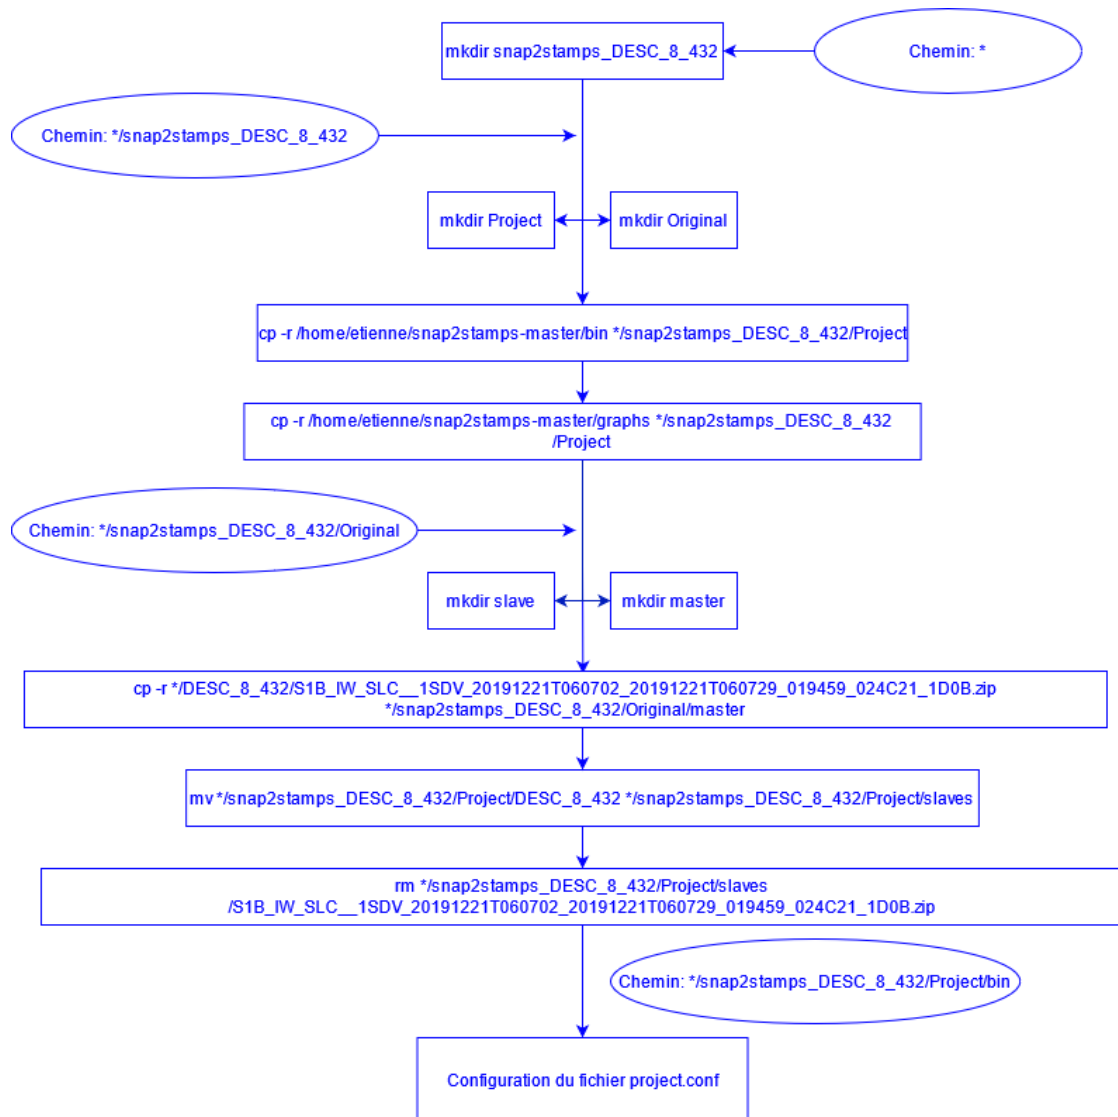 mkdir snap2stamps_DESC_8_432
Chemin: *
Chemin: */snap2stamps_DESC_8_432
mkdir Project
mkdir Original
cp -r /home/etienne/snap2stamps-master/bin */snap2stamps_DESC_8_432/Project
cp -r /home/etienne/snap2stamps-master/graphs */snap2stamps_DESC_8_432
/Project
Chemin: */snap2stamps_DESC_8_432/Original
mkdir slave
mkdir master
cp -r */DESC_8_432/S1B_IW_SLC__1SDV_20191221T060702_20191221T060729_019459_024C21_1D0B.zip
*/snap2stamps_DESC_8_432/Original/master
mv */snap2stamps_DESC_8_432/Project/DESC_8_432 */snap2stamps_DESC_8_432/Project/slaves
rm */snap2stamps_DESC_8_432/Project/slaves
/S1B_IW_SLC__1SDV_20191221T060702_20191221T060729_019459_024C21_1D0B.zip
Chemin: */snap2stamps_DESC_8_432/Project/bin
Configuration du fichier project.conf